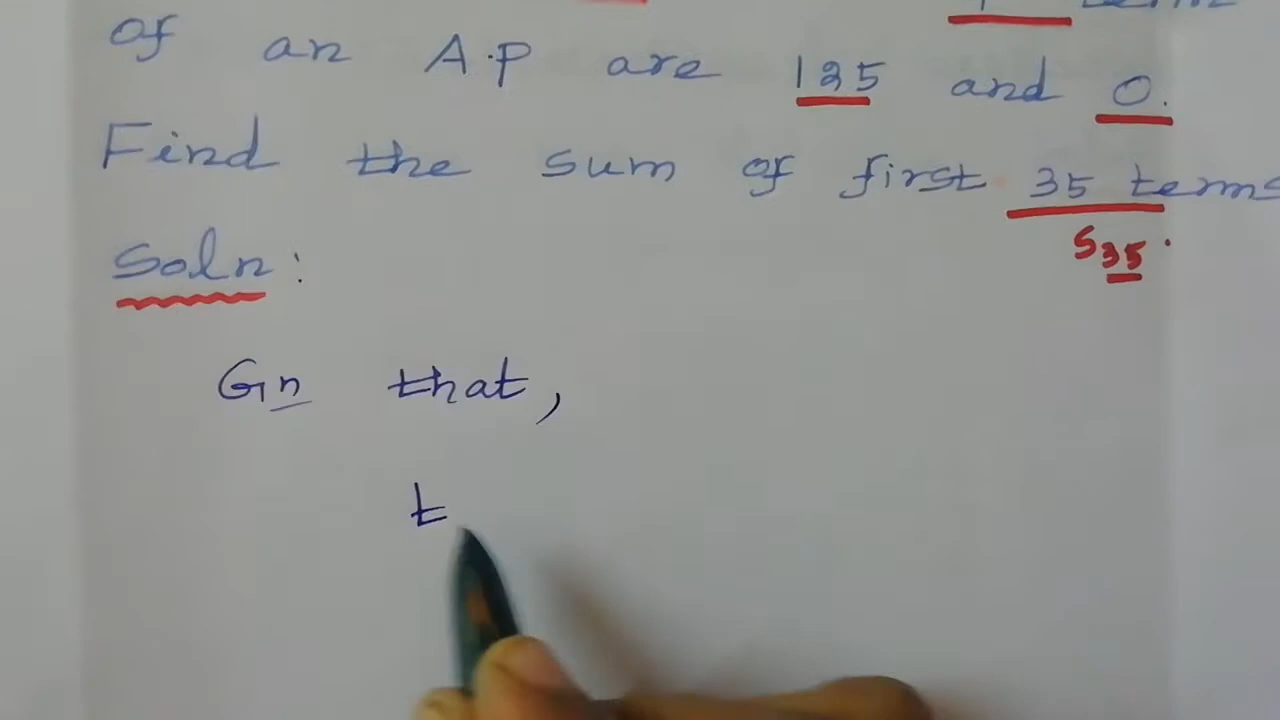 of an A.P are 125 and 0.
Find the sum of first 35 terms
S35.
Soln:
Gn that,
t